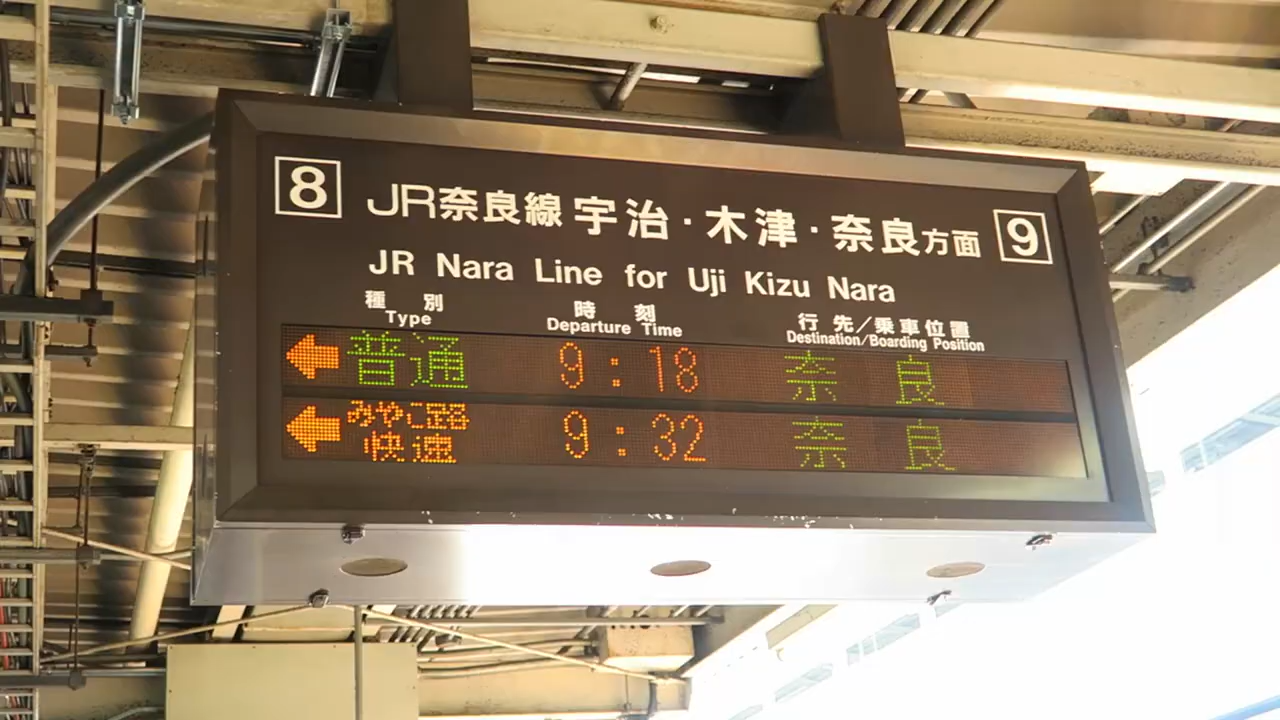 8 JR奈良線 宇治・木津・奈良方面 9
JR Nara Line for Uji Kizu Nara
種別 時刻 行先/乗車位置
Type Departure Time Destination/Boarding Position
← 普通 9:18 奈良
← みやこ路快速 9:32 奈良